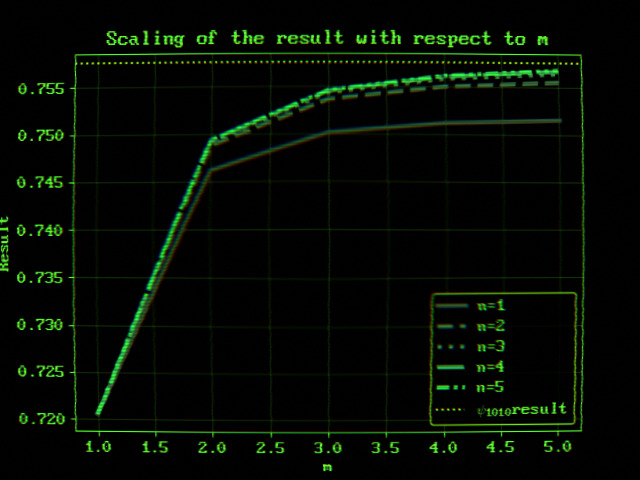 Scaling of the result with respect to m
0.755
0.750
0.745
0.740
0.735
0.730
0.725
0.720
Result
1.0 1.5 2.0 2.5 3.0 3.5 4.0 4.5 5.0
m
n=1
n=2
n=3
n=4
n=5
ψ₁₀₁₀result